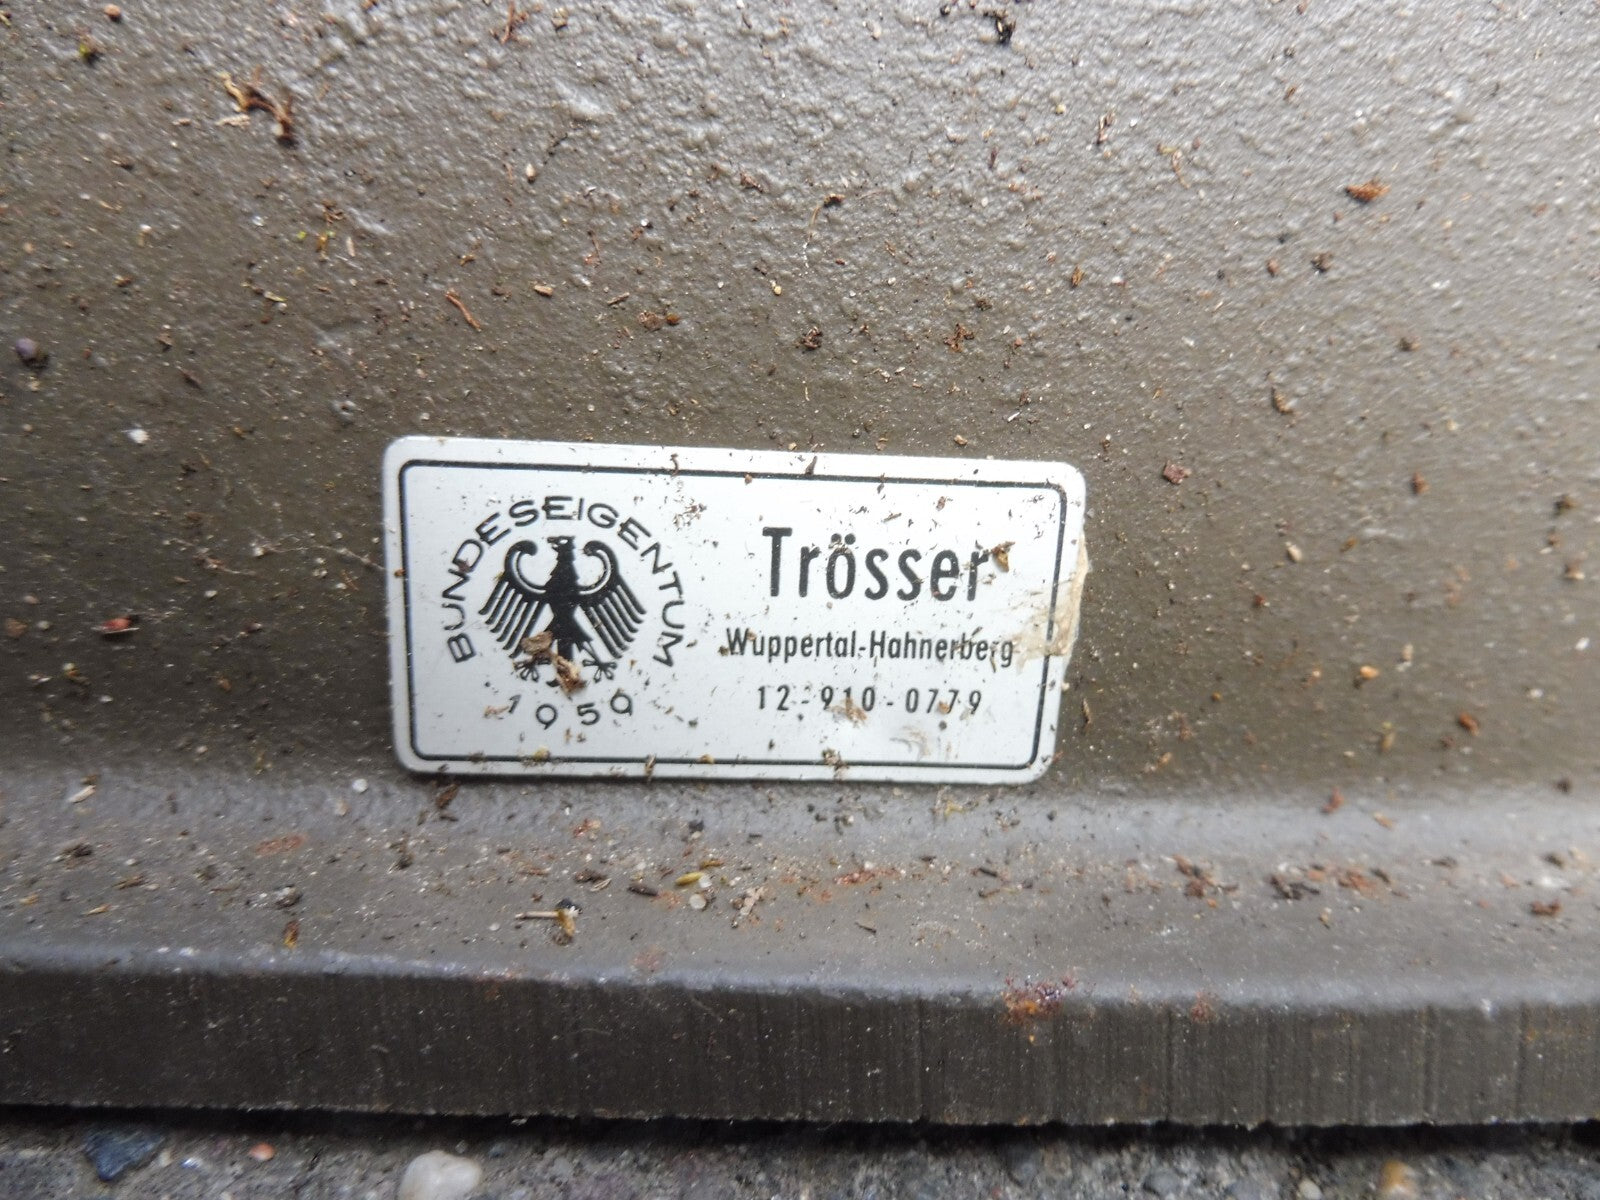 BUNDESEIGENTUM
1959
Trösser
Wuppertal-Hahnerberg
12-910-0779